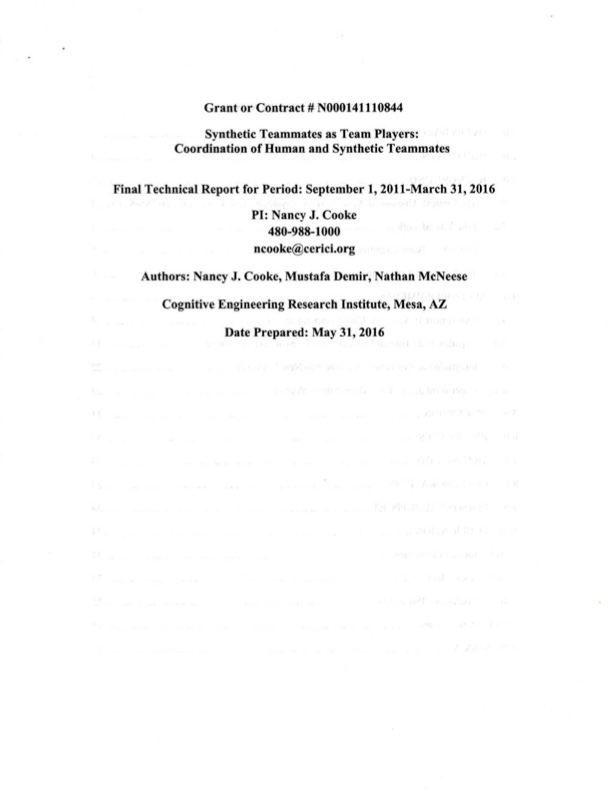 Grant or Contract # N000141110844
Synthetic Teammates as Team Players:
Coordination of Human and Synthetic Teammates
Final Technical Report for Period: September 1, 2011-March 31, 2016
PI: Nancy J. Cooke
480-988-1000
ncooke@cerici.org
Authors: Nancy J. Cooke, Mustafa Demir, Nathan McNeese
Cognitive Engineering Research Institute, Mesa, AZ
Date Prepared: May 31, 2016